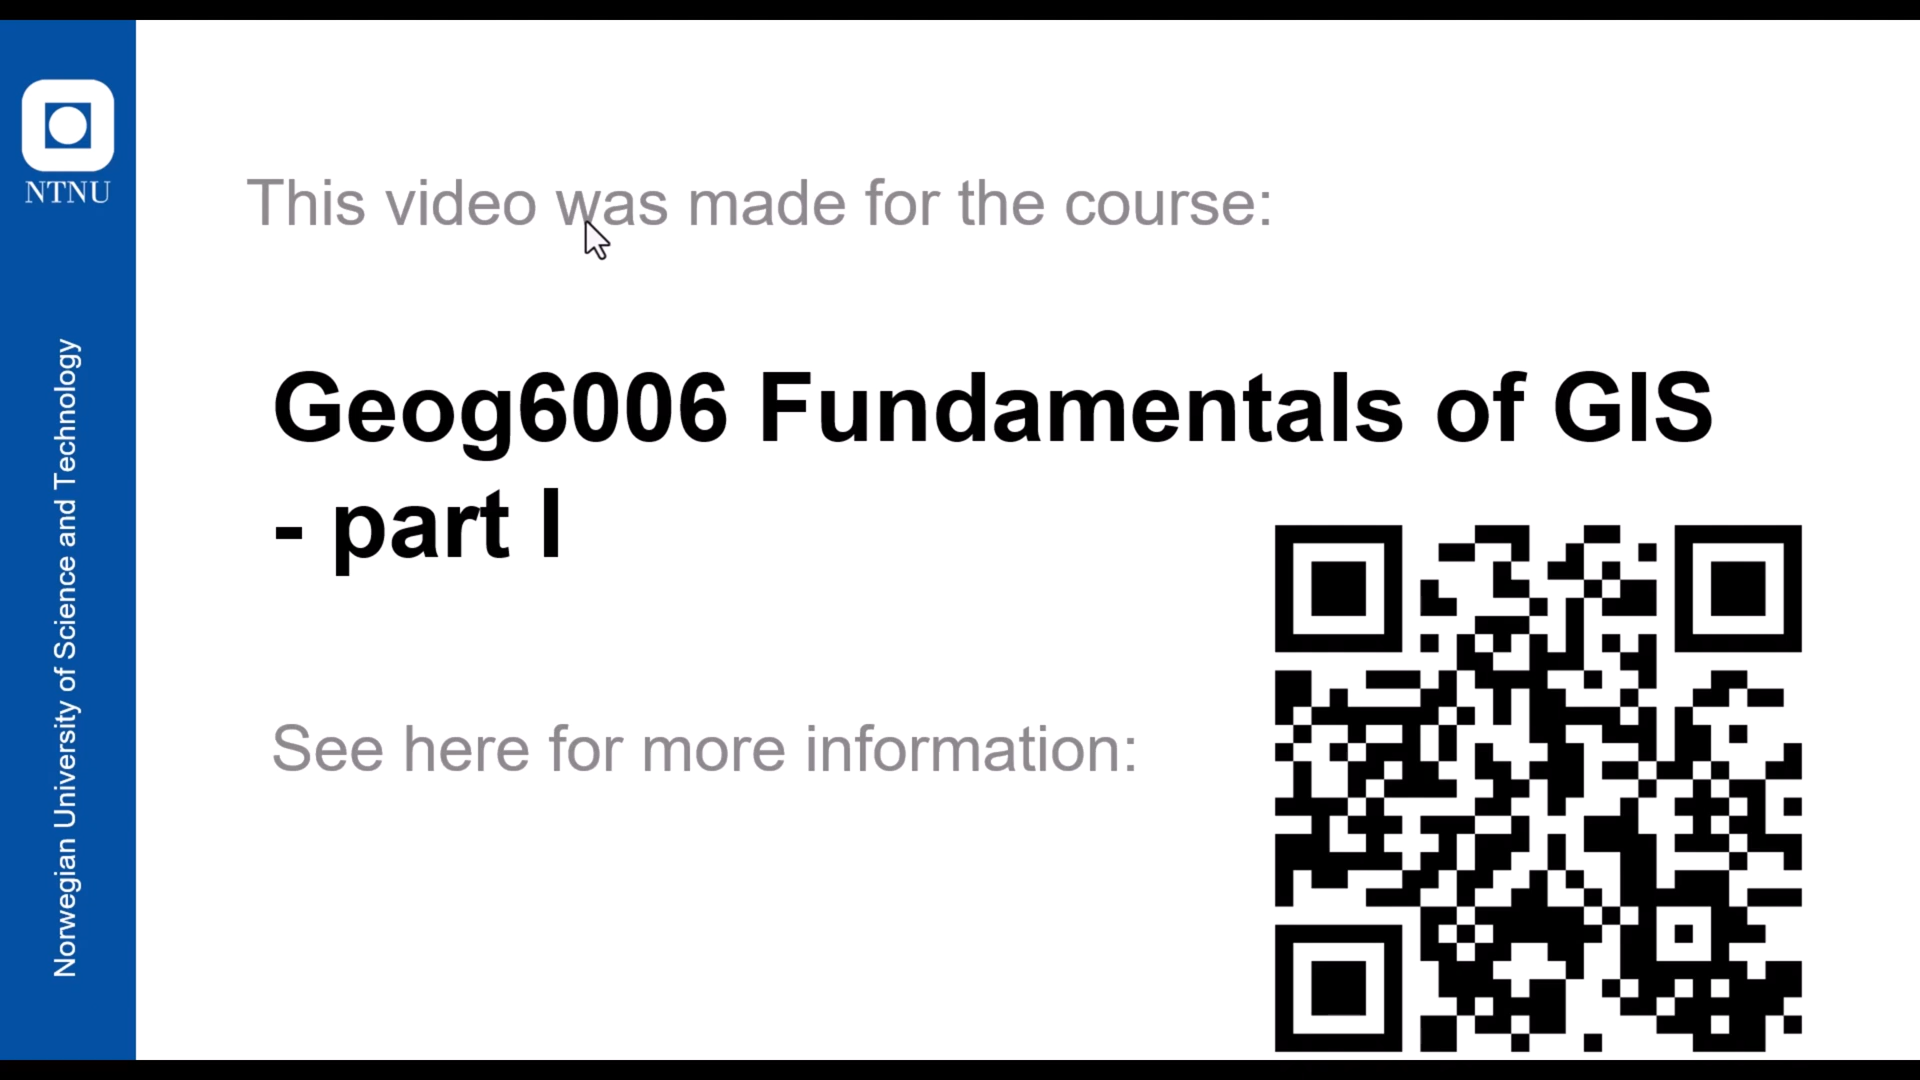 NTNU
Norwegian University of Science and Technology
This video was made for the course:
Geog6006 Fundamentals of GIS
- part I
See here for more information: